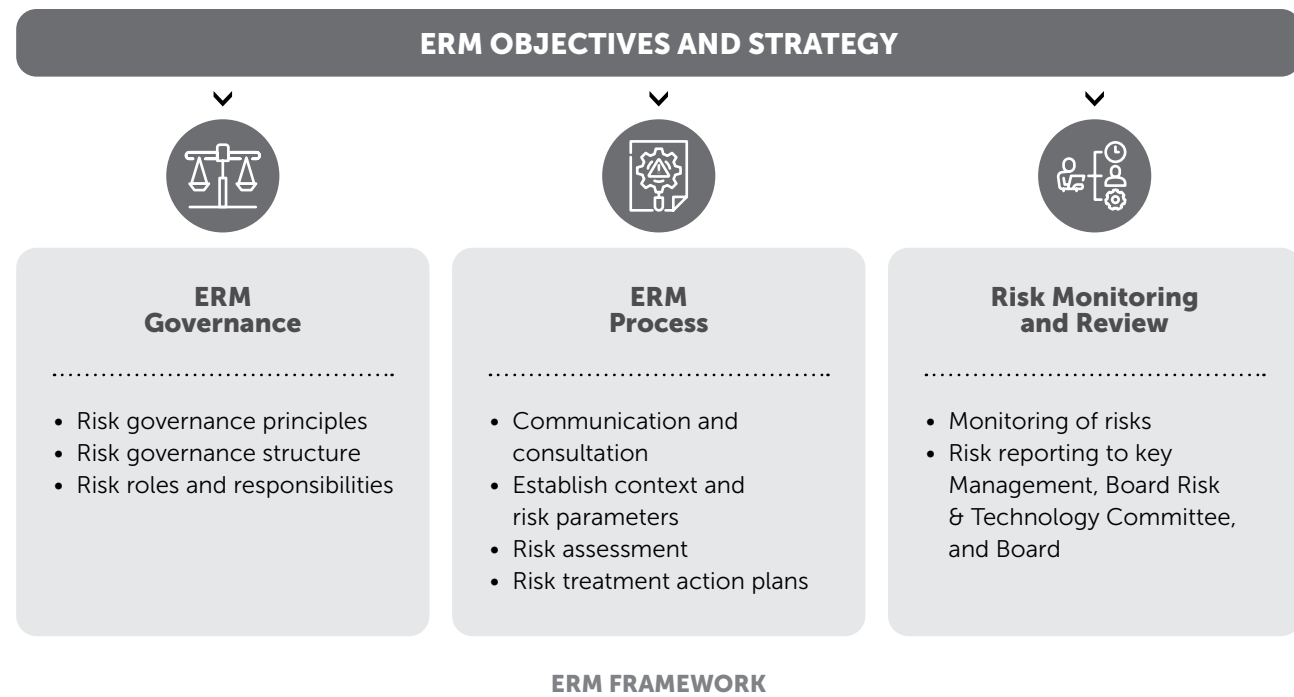 ERM OBJECTIVES AND STRATEGY
ERM
Governance
• Risk governance principles
• Risk governance structure
• Risk roles and responsibilities
ERM
Process
• Communication and
consultation
• Establish context and
risk parameters
• Risk assessment
• Risk treatment action plans
Risk Monitoring
and Review
• Monitoring of risks
• Risk reporting to key
Management, Board Risk
& Technology Committee,
and Board
ERM FRAMEWORK